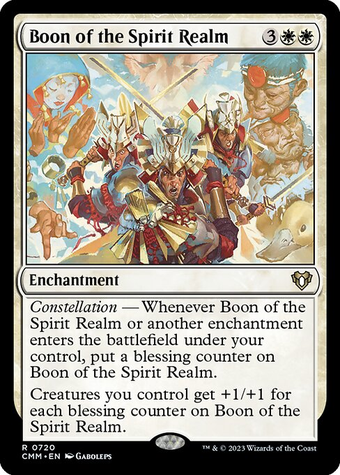 Boon of the Spirit Realm 3
Enchantment
Constellation — Whenever Boon of the
Spirit Realm or another enchantment
enters the battlefield under your
control, put a blessing counter on
Boon of the Spirit Realm.
Creatures you control get +1/+1 for
each blessing counter on Boon of the
Spirit Realm.
R 0720
CMM • EN Gaboleps
™ & © 2023 Wizards of the Coast